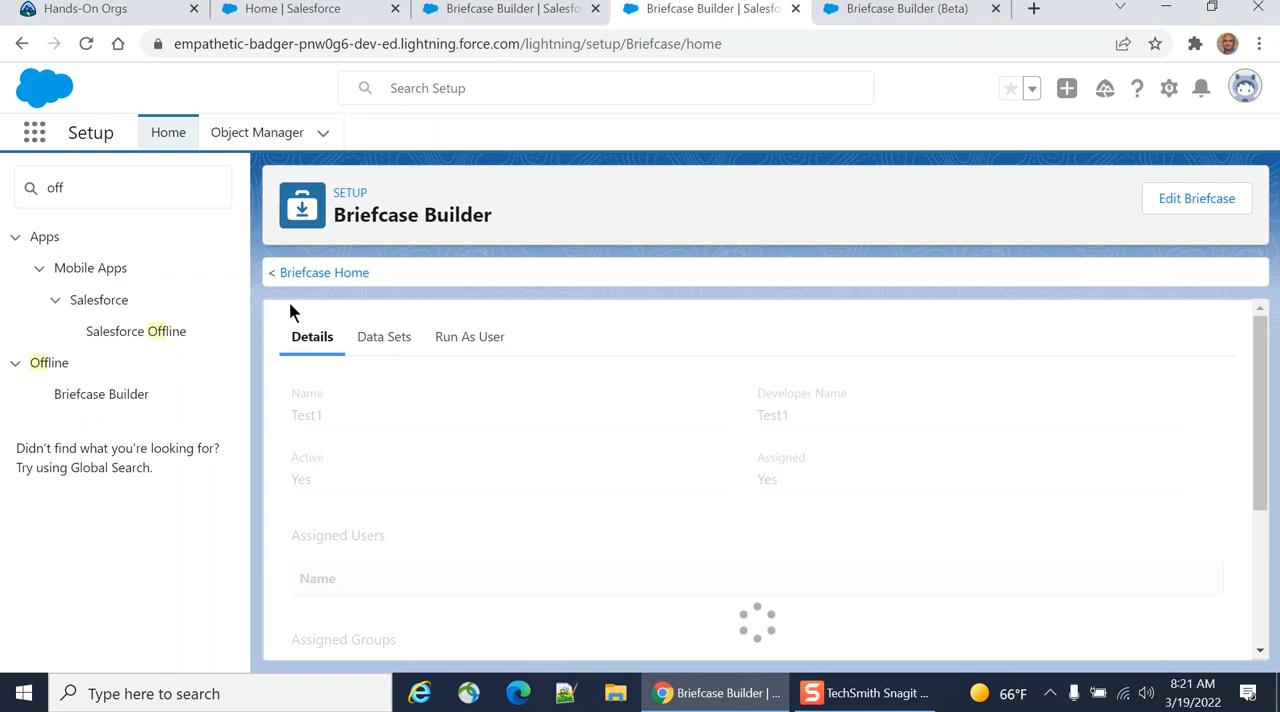 Hands-On Orgs
Home | Salesforce
Briefcase Builder | Salesfo
Briefcase Builder | Salesfo
Briefcase Builder (Beta)
empathetic-badger-pnw0g6-dev-ed.lightning.force.com/lightning/setup/Briefcase/home
Search Setup
Setup
Home
Object Manager
off
Apps
Mobile Apps
Salesforce
Salesforce Offline
Offline
Briefcase Builder
Didn't find what you're looking for?
Try using Global Search.
SETUP
Briefcase Builder
Edit Briefcase
< Briefcase Home
Details
Data Sets
Run As User
Name
Test1
Developer Name
Test1
Active
Yes
Assigned
Yes
Assigned Users
Name
Assigned Groups
Type here to search
Briefcase Builder | ...
TechSmith Snagit ...
66°F
8:21 AM
3/19/2022